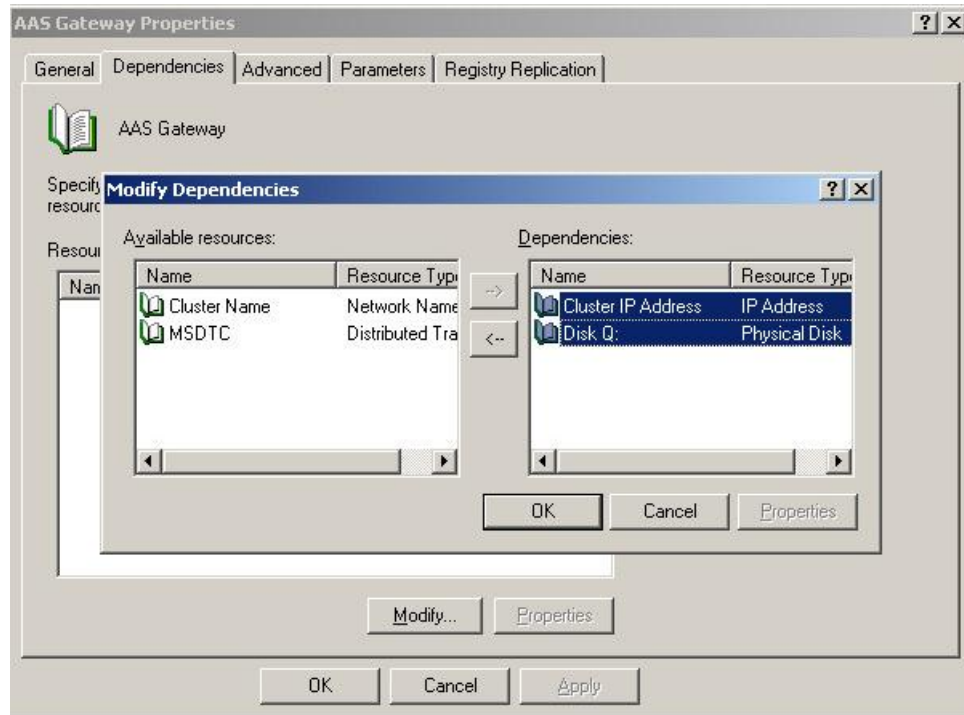 AAS Gateway Properties
General Dependencies Advanced Parameters Registry Replication
AAS Gateway
Specify
resourc
Modify Dependencies
Available resources: Dependencies:
Resour
Name Resource Type Name Resource Type
Nam
Cluster Name Network Name Cluster IP Address IP Address
MSDTC Distributed Tra Disk Q: Physical Disk
--> 
<--
OK Cancel Properties
Modify... Properties
OK Cancel Apply